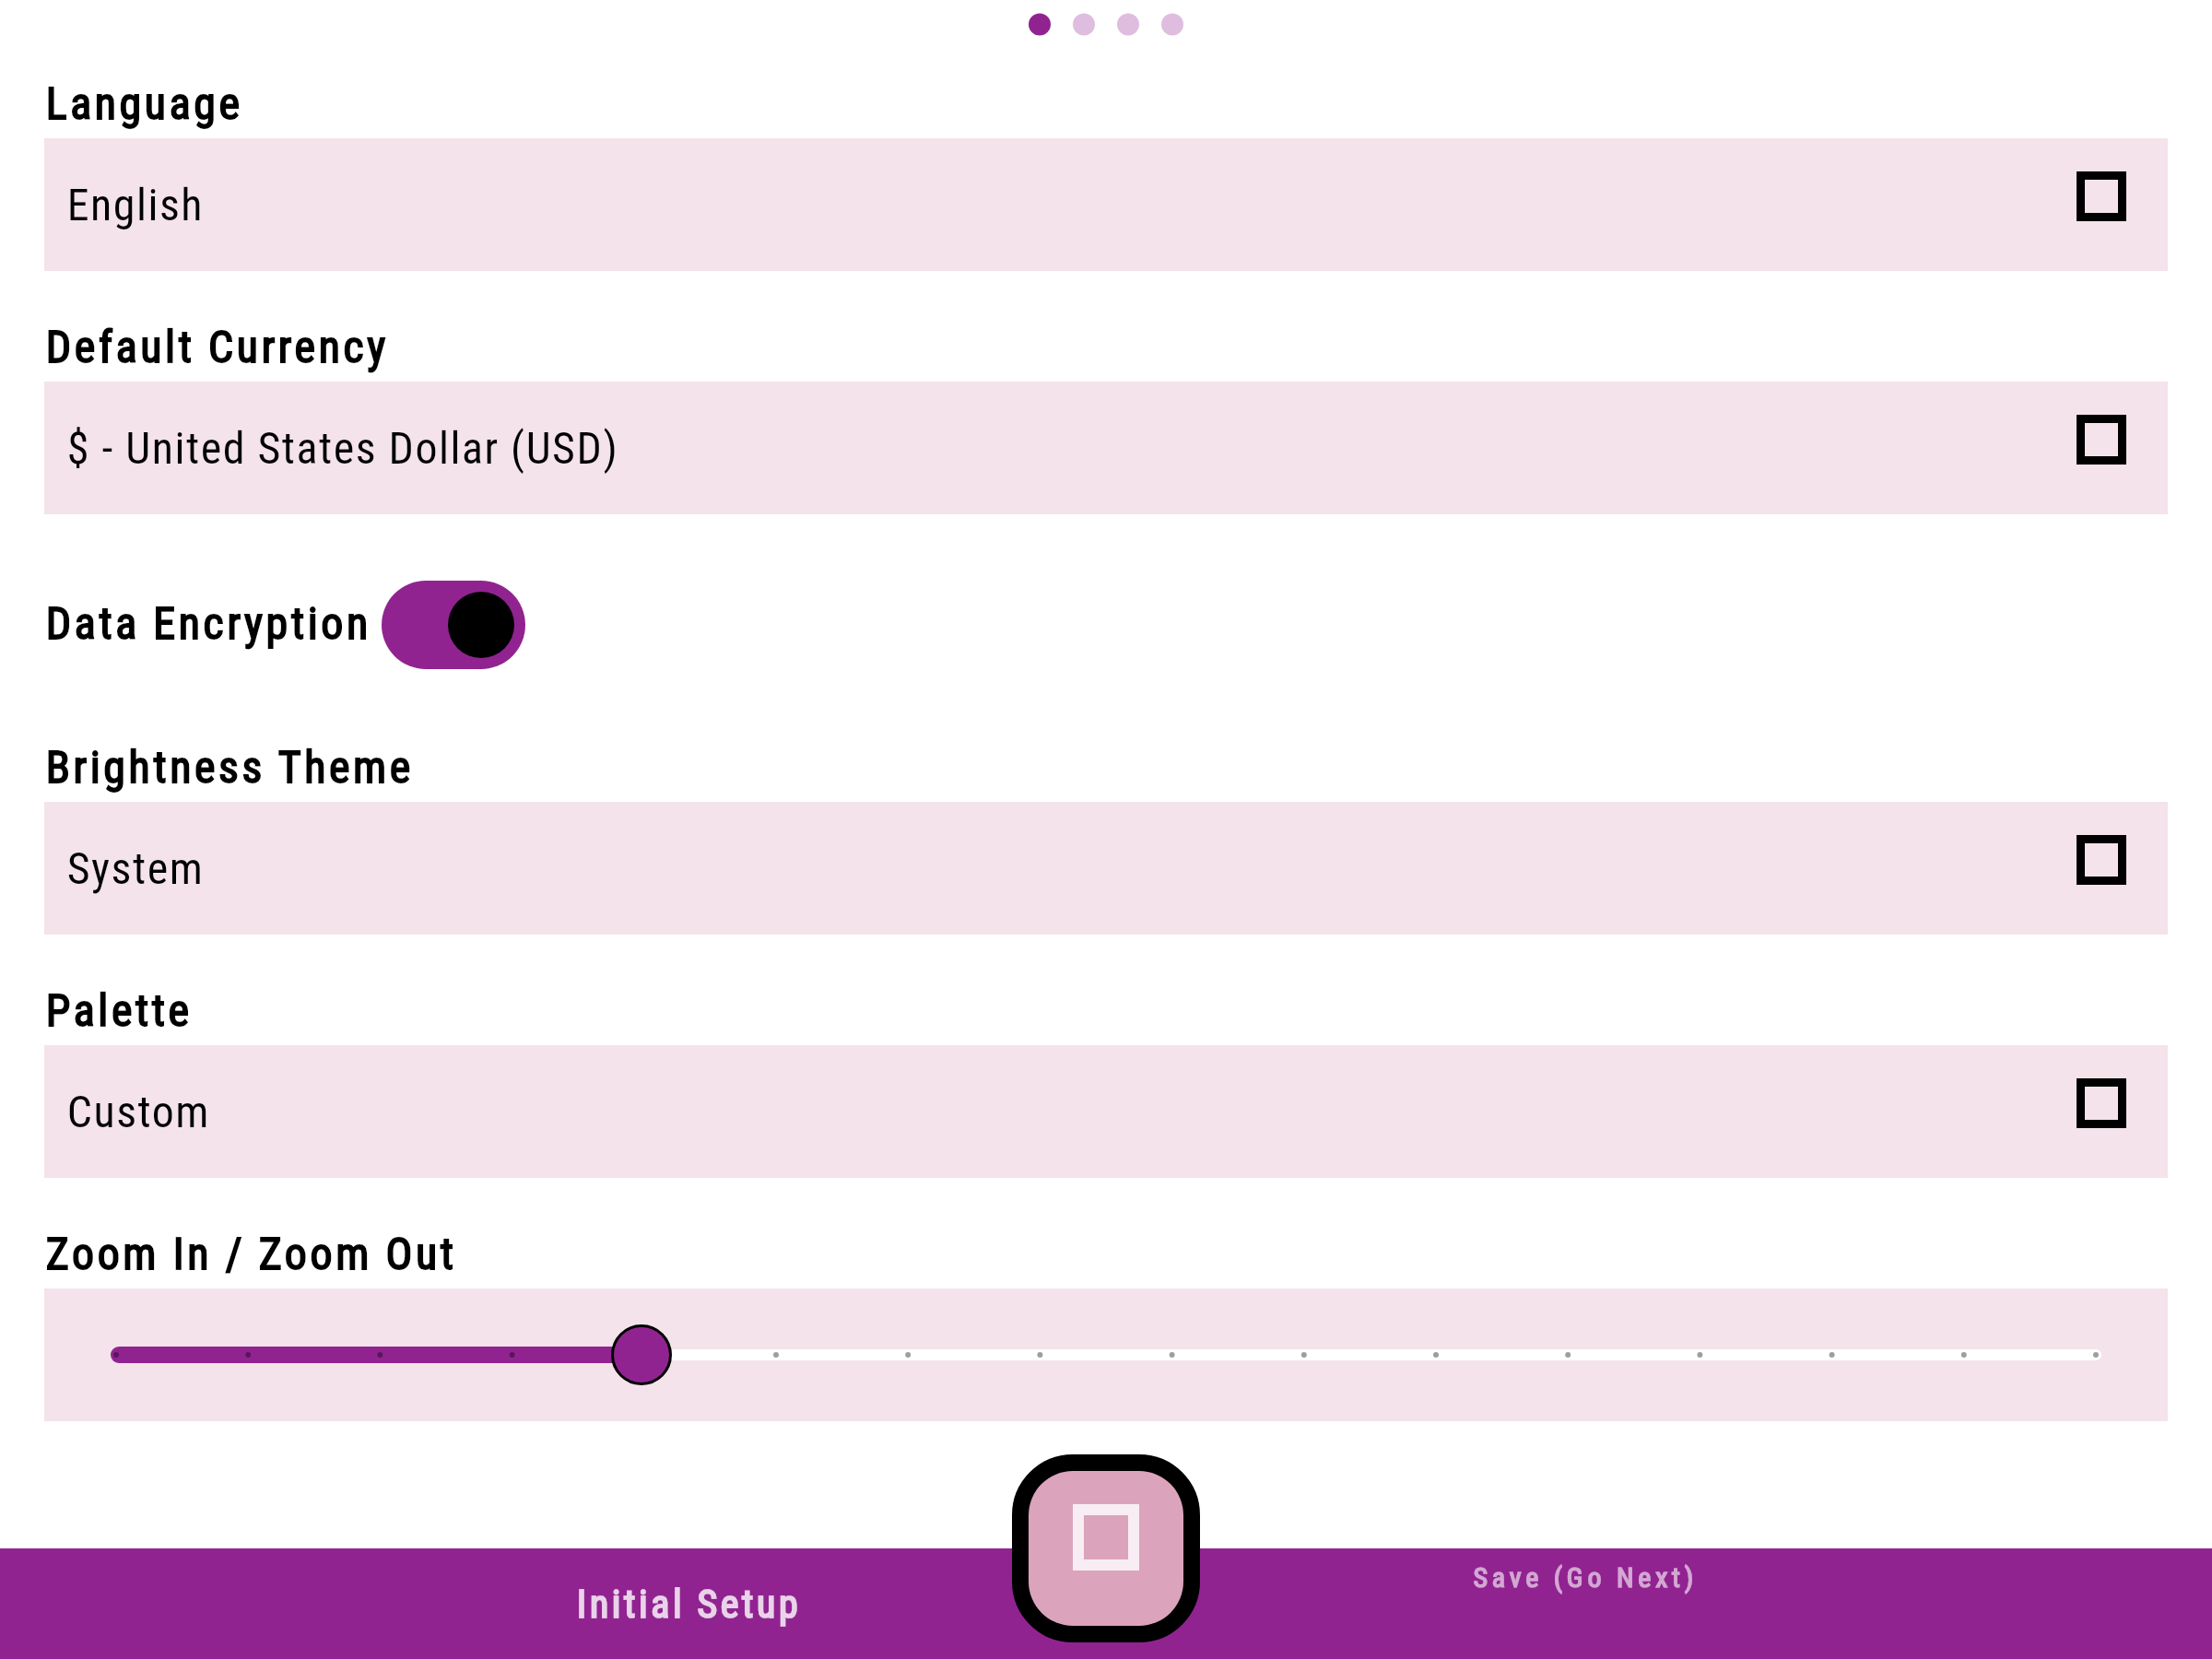 Language
English
Default Currency
$ - United States Dollar (USD)
Data Encryption
Brightness Theme
System
Palette
Custom
Zoom In / Zoom Out
Initial Setup
Save (Go Next)